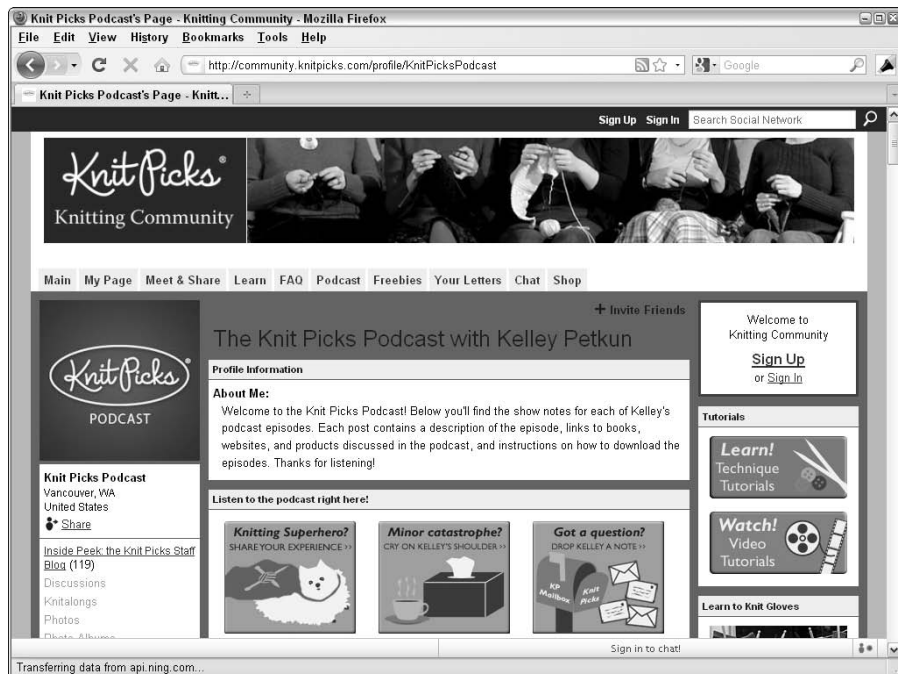 Knit Picks Podcast's Page - Knitting Community - Mozilla Firefox
File Edit View History Bookmarks Tools Help
http://community.knitpicks.com/profile/KnitPicksPodcast
Google
Knit Picks Podcast's Page - Knitt...
Sign Up Sign In Search Social Network
Knit Picks®
Knitting Community
Main My Page Meet & Share Learn FAQ Podcast Freebies Your Letters Chat Shop
+ Invite Friends
The Knit Picks Podcast with Kelley Petkun
Knit Picks®
PODCAST
Knit Picks Podcast
Vancouver, WA
United States
Share
Inside Peek: the Knit Picks Staff
Blog (119)
Discussions
Knitalongs
Photos
Photo Albums
Profile Information
About Me:
Welcome to the Knit Picks Podcast! Below you'll find the show notes for each of Kelley's
podcast episodes. Each post contains a description of the episode, links to books,
websites, and products discussed in the podcast, and instructions on how to download the
episodes. Thanks for listening!
Listen to the podcast right here!
Knitting Superhero?
SHARE YOUR EXPERIENCE >>
Minor catastrophe?
CRY ON KELLEY'S SHOULDER >>
Got a question?
DROP KELLEY A NOTE >>
KP
Mailbox
Knit
Picks
Welcome to
Knitting Community
Sign Up
or Sign In
Tutorials
Learn!
Technique
Tutorials
Watch!
Video
Tutorials
Learn to Knit Gloves
Sign in to chat!
Transferring data from api.ning.com...